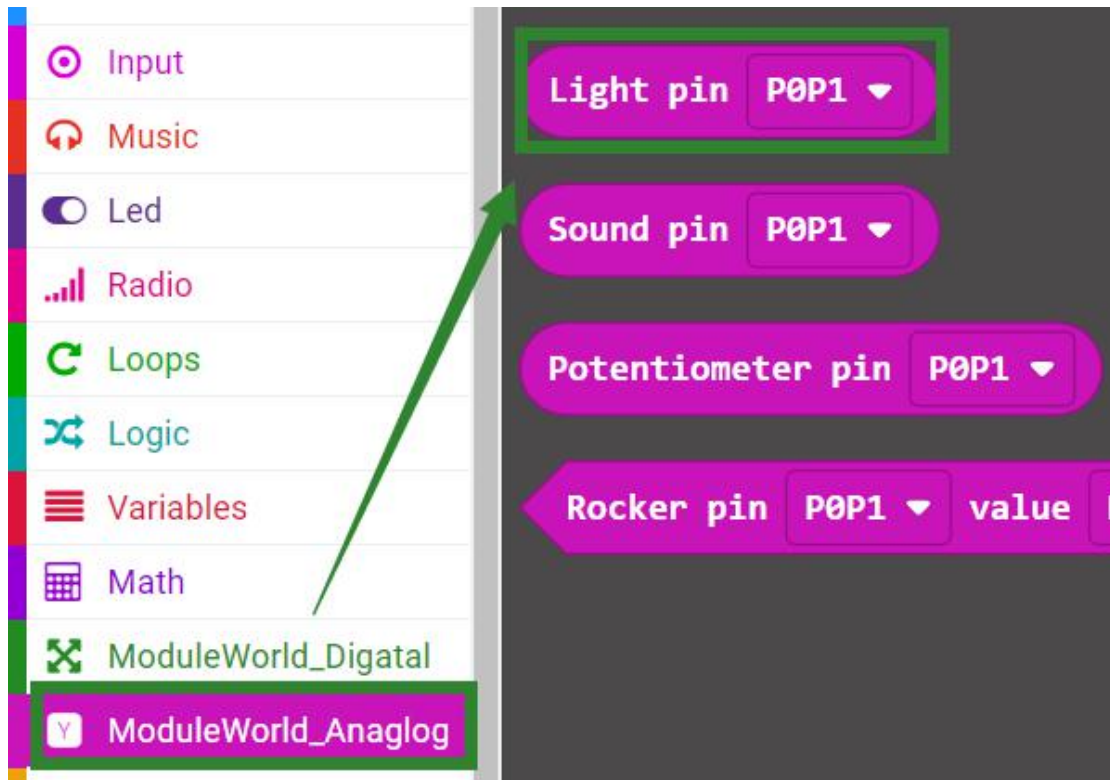 Input
Music
Led
Radio
Loops
Logic
Variables
Math
ModuleWorld_Digatal
Y ModuleWorld_Anaglog
Light pin P0P1
Sound pin P0P1
Potentiometer pin P0P1
Rocker pin P0P1 value